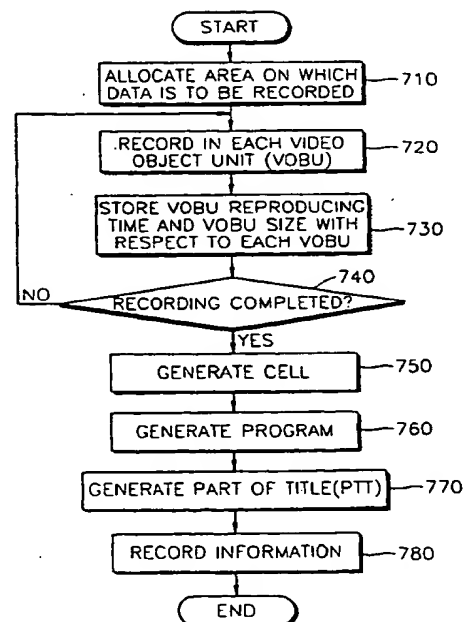 START
ALLOCATE AREA ON WHICH
DATA IS TO BE RECORDED
710
RECORD IN EACH VIDEO
OBJECT UNIT (VOBU)
720
STORE VOBU REPRODUCING
TIME AND VOBU SIZE WITH
RESPECT TO EACH VOBU
730
740
NO
RECORDING COMPLETED?
YES
GENERATE CELL
750
GENERATE PROGRAM
760
GENERATE PART OF TITLE(PTT)
770
RECORD INFORMATION
780
END